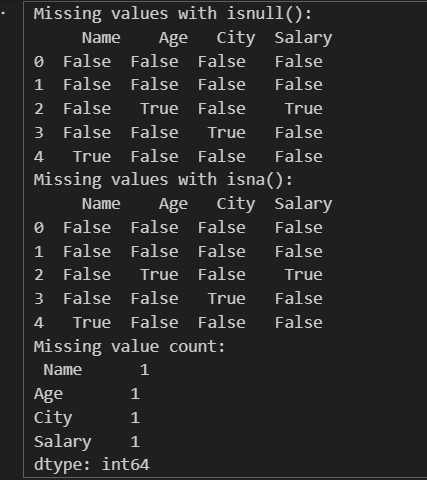 Missing values with isnull():
Name Age City Salary
0 False False False False
1 False False False False
2 False True False True
3 False False True False
4 True False False False
Missing values with isna():
Name Age City Salary
0 False False False False
1 False False False False
2 False True False True
3 False False True False
4 True False False False
Missing value count:
Name 1
Age 1
City 1
Salary 1
dtype: int64